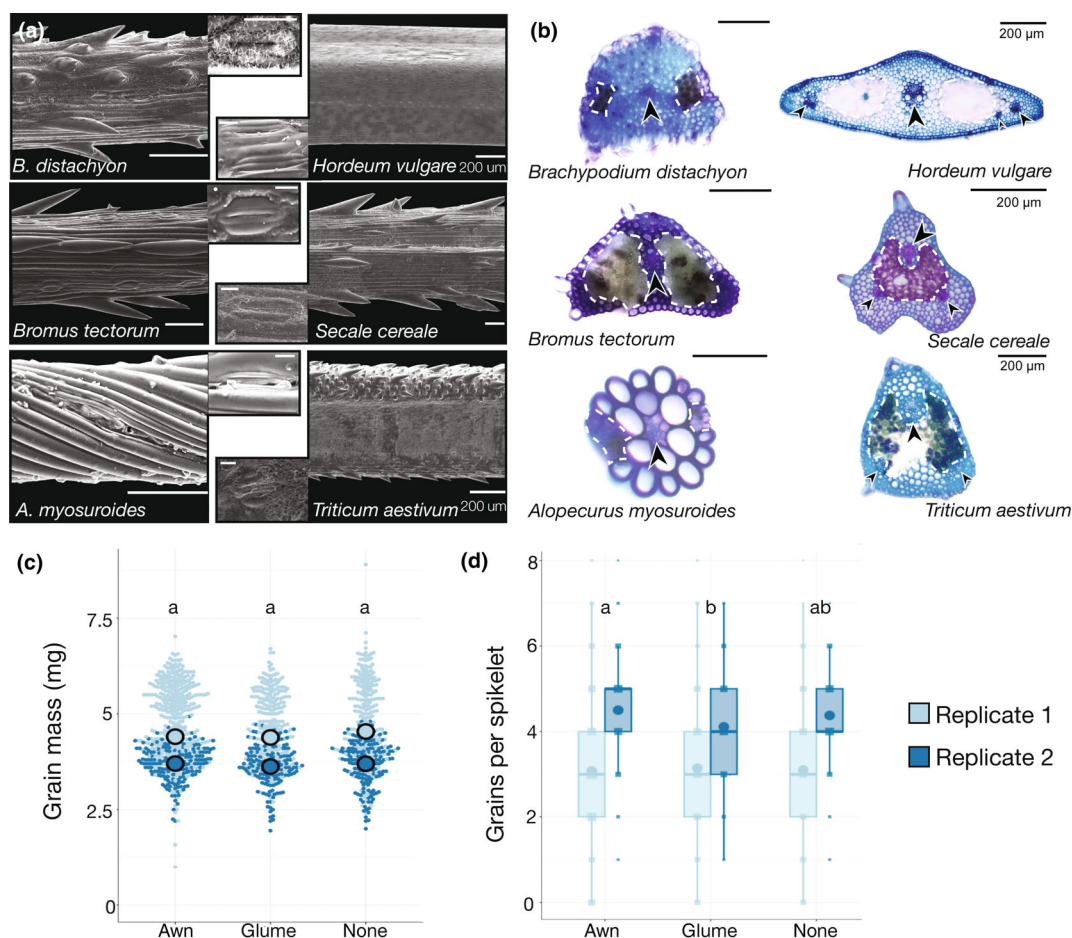 (a)
B. distachyon
Hordeum vulgare
200 um
Bromus tectorum
Secale cereale
A. myosuroides
Triticum aestivum
200 um
(b)
200 µm
Brachypodium distachyon
Hordeum vulgare
200 µm
Bromus tectorum
Secale cereale
200 µm
Alopecurus myosuroides
Triticum aestivum
(c)
Grain mass (mg)
7.5
5
2.5
0
a
a
a
Awn
Glume
None
(d)
Grains per spikelet
8
6
4
2
0
a
b
ab
Awn
Glume
None
Replicate 1
Replicate 2